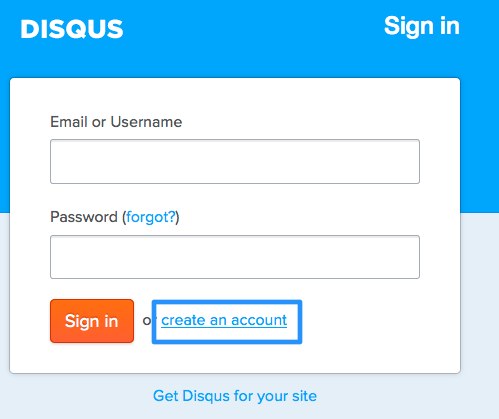 DISQUS
Sign in
Email or Username
Password (forgot?)
Sign in or create an account
Get Disqus for your site